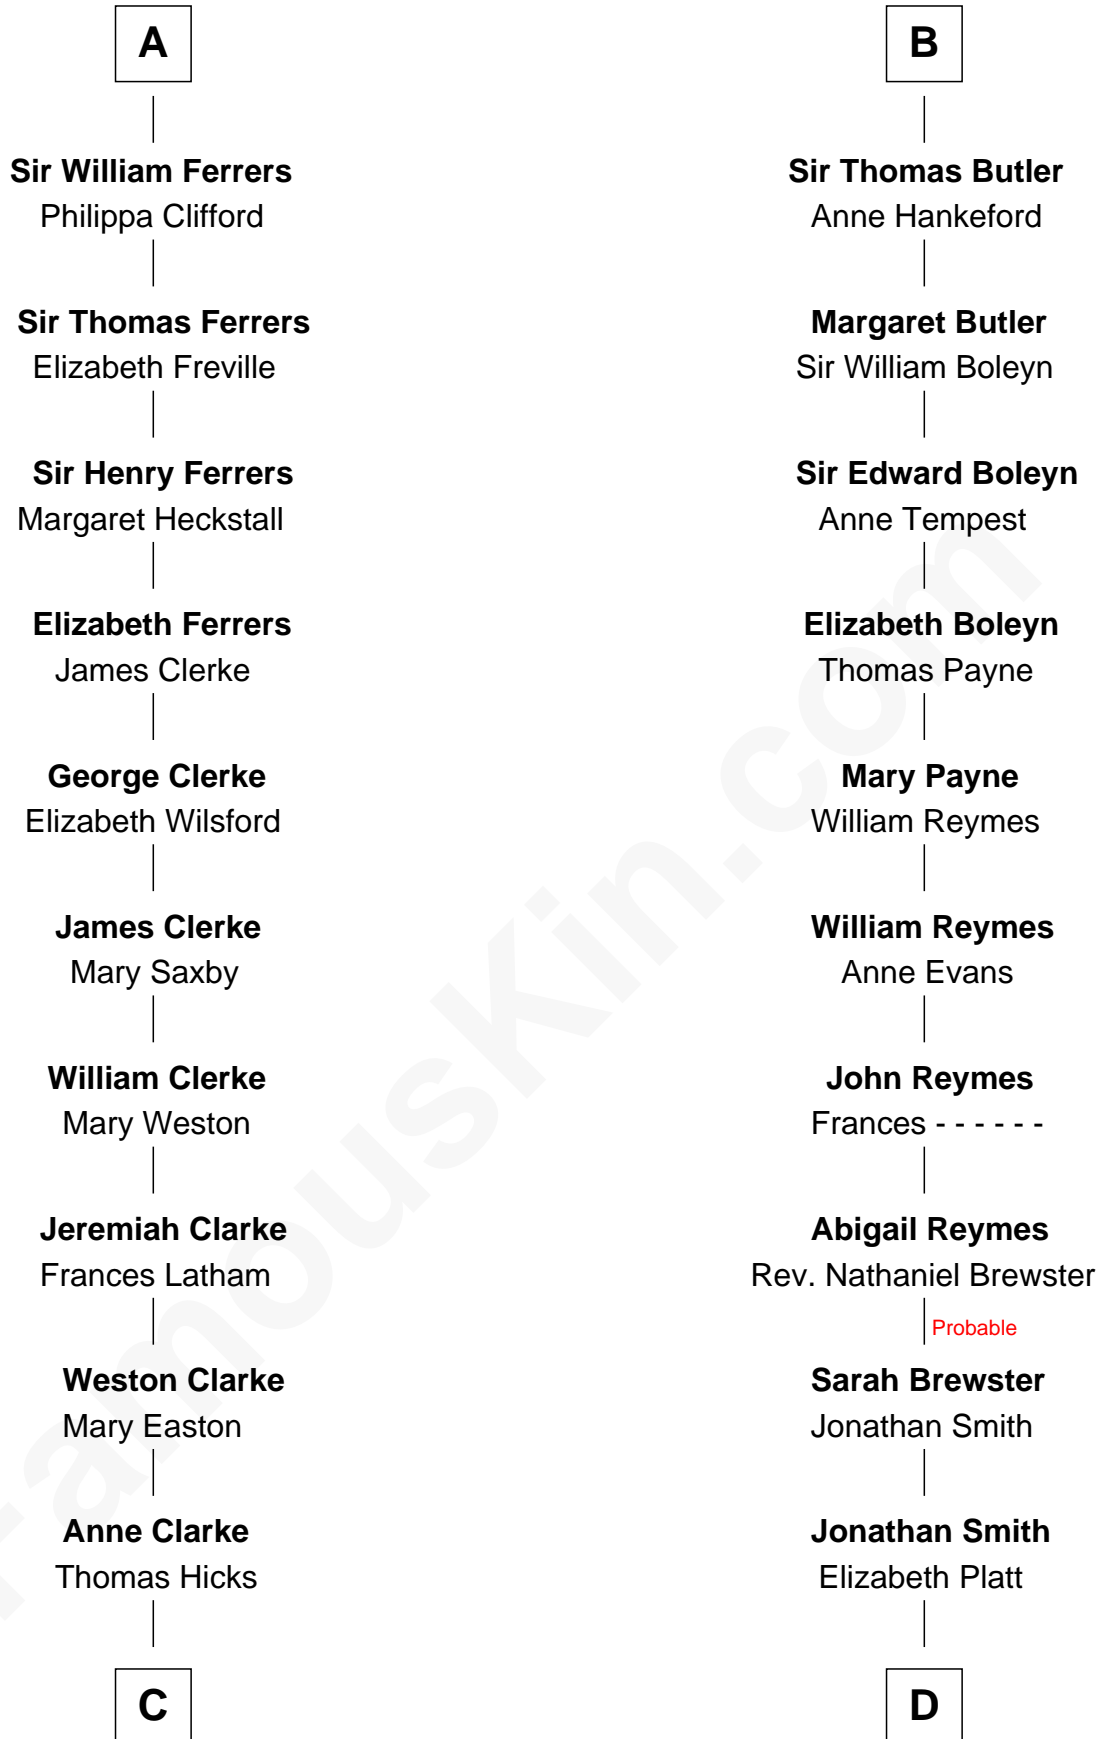 A
Sir William Ferrers
Philippa Clifford
Sir Thomas Ferrers
Elizabeth Freville
Sir Henry Ferrers
Margaret Heckstall
Elizabeth Ferrers
James Clerke
George Clerke
Elizabeth Wilsford
James Clerke
Mary Saxby
William Clerke
Mary Weston
Jeremiah Clarke
Frances Latham
Weston Clarke
Mary Easton
Anne Clarke
Thomas Hicks
C
B
Sir Thomas Butler
Anne Hankeford
Margaret Butler
Sir William Boleyn
Sir Edward Boleyn
Anne Tempest
Elizabeth Boleyn
Thomas Payne
Mary Payne
William Reymes
William Reymes
Anne Evans
John Reymes
Frances - - - - - -
Abigail Reymes
Rev. Nathaniel Brewster
Probable
Sarah Brewster
Jonathan Smith
Jonathan Smith
Elizabeth Platt
D
FamousKin.com